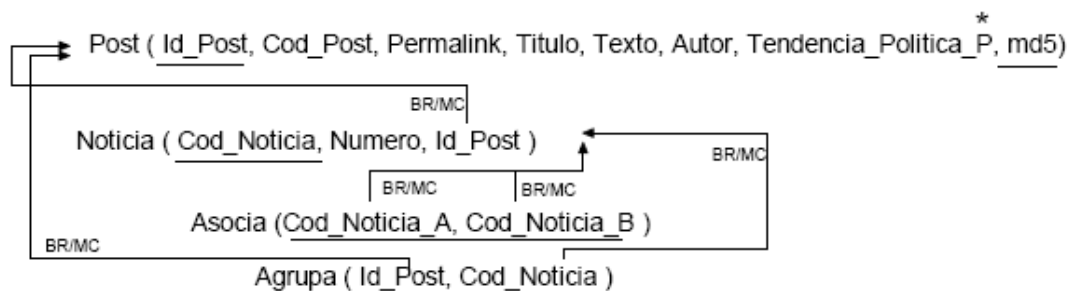 *
Post ( Id_Post, Cod_Post, Permalink, Titulo, Texto, Autor, Tendencia_Politica_P, md5)
BR/MC
Noticia ( Cod_Noticia, Numero, Id_Post )
BR/MC
BR/MC BR/MC
Asocia (Cod_Noticia_A, Cod_Noticia_B )
BR/MC
Agrupa ( Id_Post, Cod_Noticia )